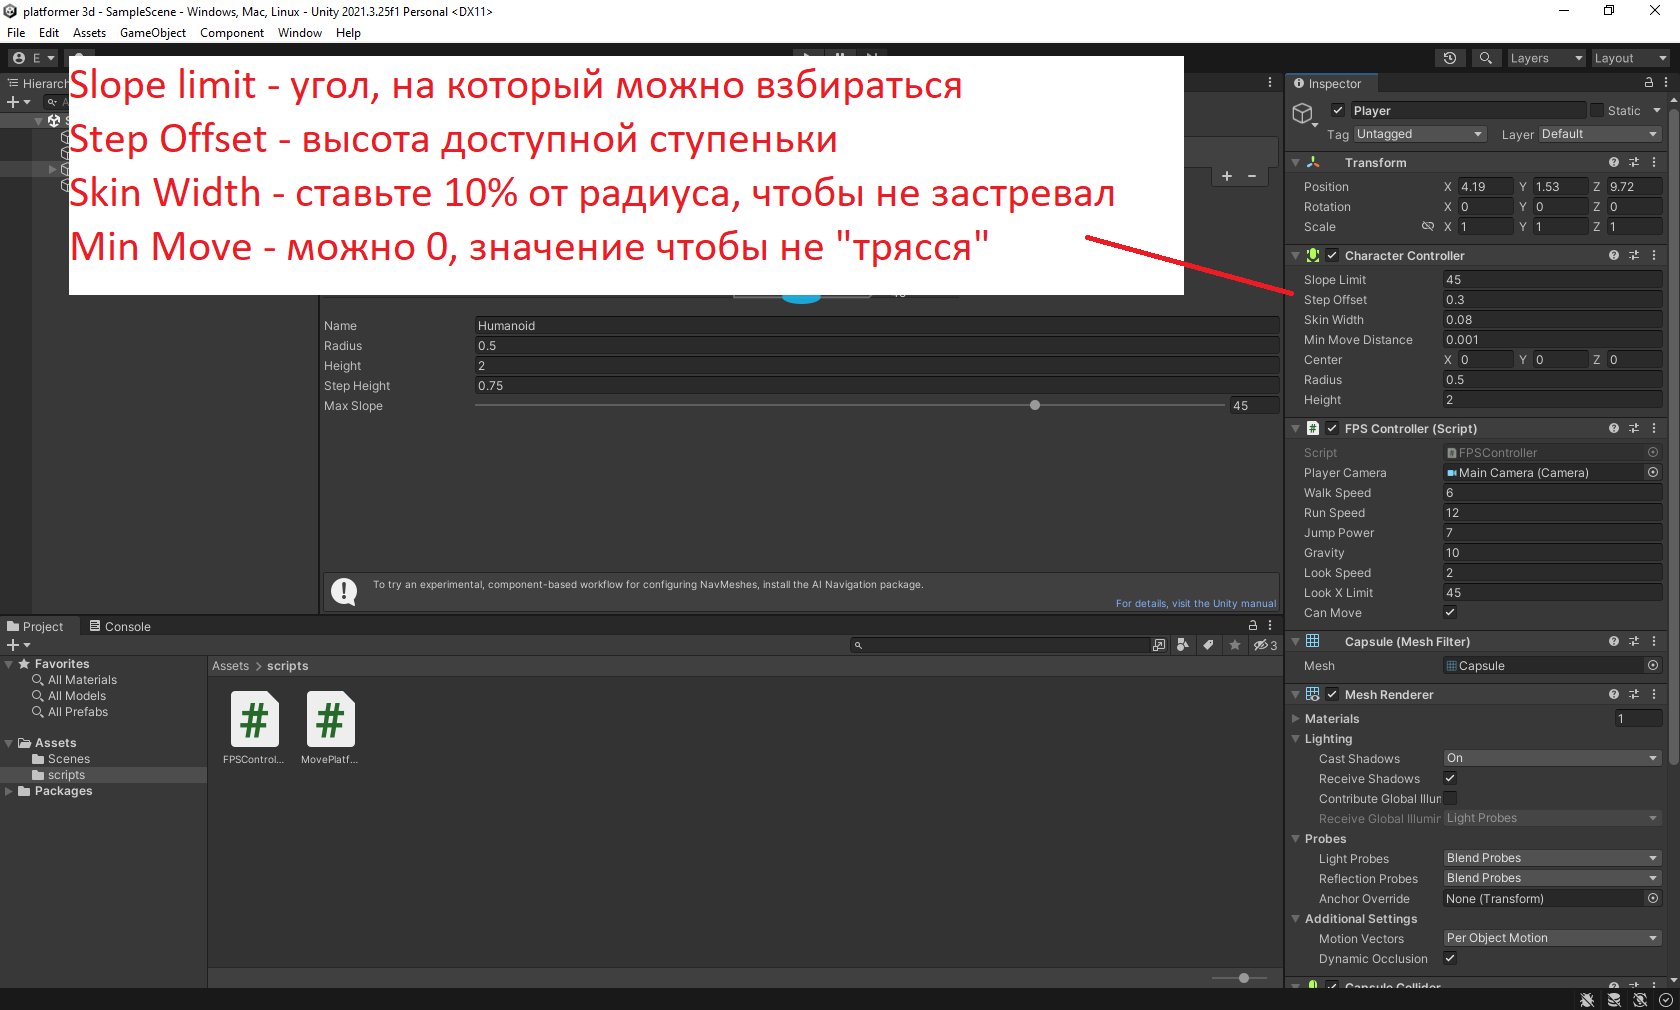 platformer 3d - SampleScene - Windows, Mac, Linux - Unity 2021.3.25f1 Personal <DX11>
File Edit Assets GameObject Component Window Help
E
Layers
Layout
Hierarch
Slope limit - угол, на который можно взбираться
Step Offset - высота доступной ступеньки
Skin Width - ставьте 10% от радиуса, чтобы не застревал
Min Move - можно 0, значение чтобы не "трясся"
Name Humanoid
Radius 0.5
Height 2
Step Height 0.75
Max Slope 45
To try an experimental, component-based workflow for configuring NavMeshes, install the AI Navigation package.
For details, visit the Unity manual
Inspector
Player Static
Tag Untagged Layer Default
Transform
Position X 4.19 Y 1.53 Z 9.72
Rotation X 0 Y 0 Z 0
Scale X 1 Y 1 Z 1
Character Controller
Slope Limit 45
Step Offset 0.3
Skin Width 0.08
Min Move Distance 0.001
Center X 0 Y 0 Z 0
Radius 0.5
Height 2
FPS Controller (Script)
Script FPSController
Player Camera Main Camera (Camera)
Walk Speed 6
Run Speed 12
Jump Power 7
Gravity 10
Look Speed 2
Look X Limit 45
Can Move
Capsule (Mesh Filter)
Mesh Capsule
Mesh Renderer
Materials 1
Lighting
Cast Shadows On
Receive Shadows
Contribute Global Illum
Receive Global Illumir Light Probes
Probes
Light Probes Blend Probes
Reflection Probes Blend Probes
Anchor Override None (Transform)
Additional Settings
Motion Vectors Per Object Motion
Dynamic Occlusion
Capsule Collider
Project Console
3
Favorites
All Materials
All Models
All Prefabs
Assets
Scenes
scripts
Packages
Assets > scripts
FPSControl... MovePlatf...